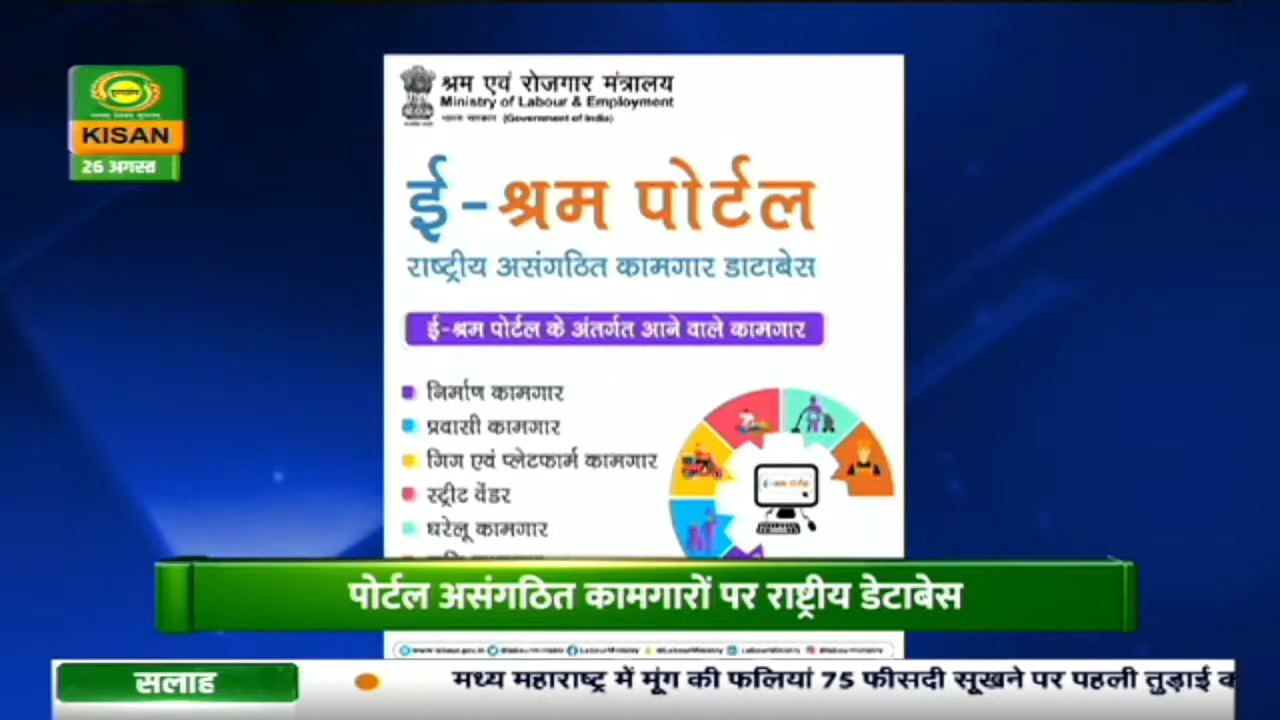 श्रम एवं रोजगार मंत्रालय
Ministry of Labour & Employment
भारत सरकार (Government of India)
KISAN
26 अगस्त
ई-श्रम पोर्टल
राष्ट्रीय असंगठित कामगार डाटाबेस
ई-श्रम पोर्टल के अंतर्गत आने वाले कामगार
निर्माण कामगार
प्रवासी कामगार
गिग एवं प्लेटफार्म कामगार
स्ट्रीट वेंडर
घरेलू कामगार
पोर्टल असंगठित कामगारों पर राष्ट्रीय डेटाबेस
सलाह
मध्य महाराष्ट्र में मूंग की फलियां 75 फीसदी सूखने पर पहली तुड़ाई